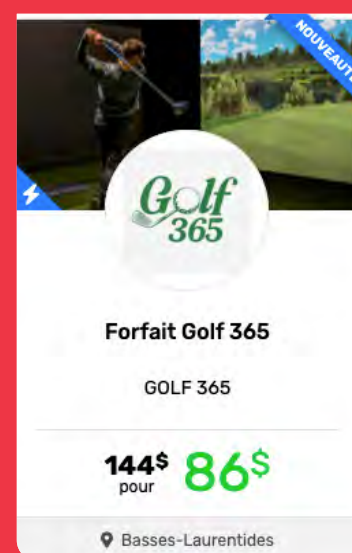 NOUVEAUTÉ
Golf
365
Forfait Golf 365
GOLF 365
144$ 86$
pour
Basses-Laurentides